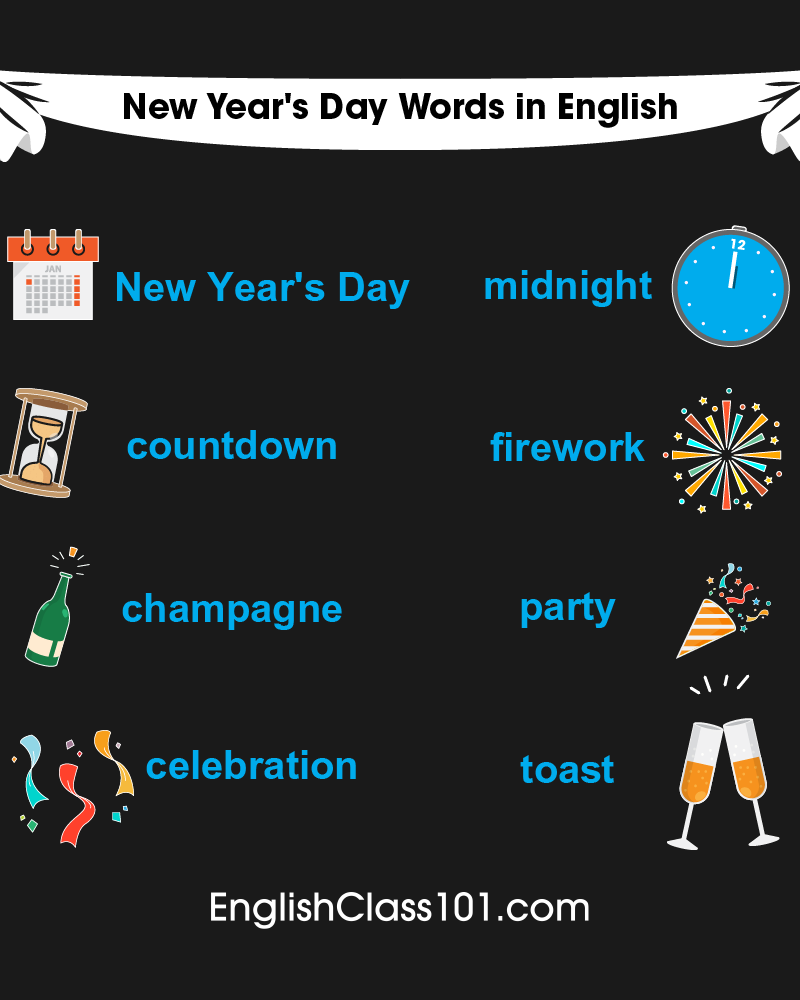 New Year's Day Words in English
JAN
New Year's Day
midnight
12
countdown
firework
champagne
party
celebration
toast
EnglishClass101.com